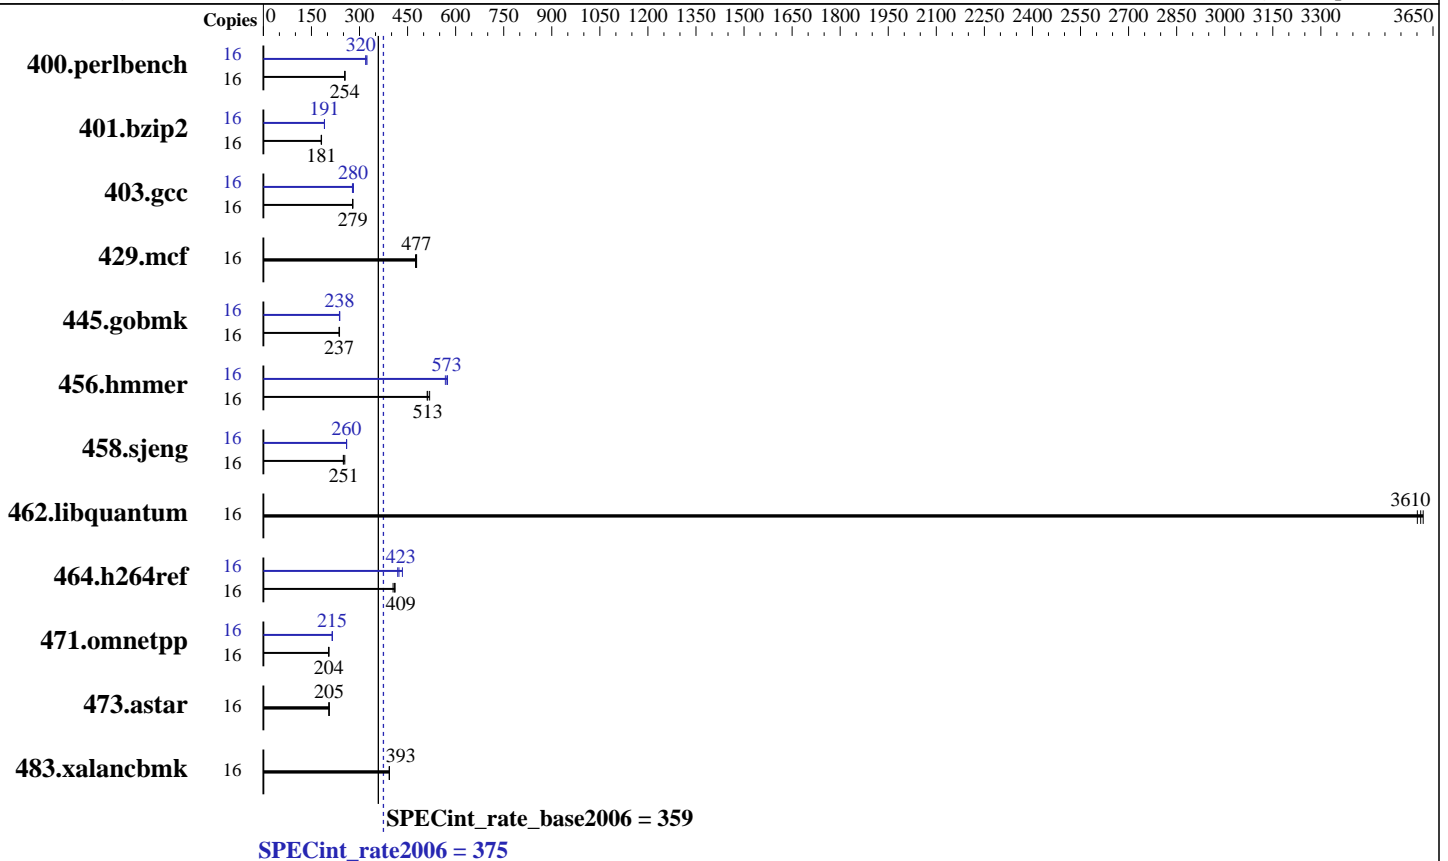 Copies 0 150 300 450 600 750 900 1050 1200 1350 1500 1650 1800 1950 2100 2250 2400 2550 2700 2850 3000 3150 3300 3650
400.perlbench 16 320
16 254
401.bzip2 16 191
16 181
403.gcc 16 280
16 279
429.mcf 16 477
445.gobmk 16 238
16 237
456.hmmer 16 573
16 513
458.sjeng 16 260
16 251
462.libquantum 16 3610
464.h264ref 16 423
16 409
471.omnetpp 16 215
16 204
473.astar 16 205
483.xalancbmk 16 393
SPECint_rate_base2006 = 359
SPECint_rate2006 = 375